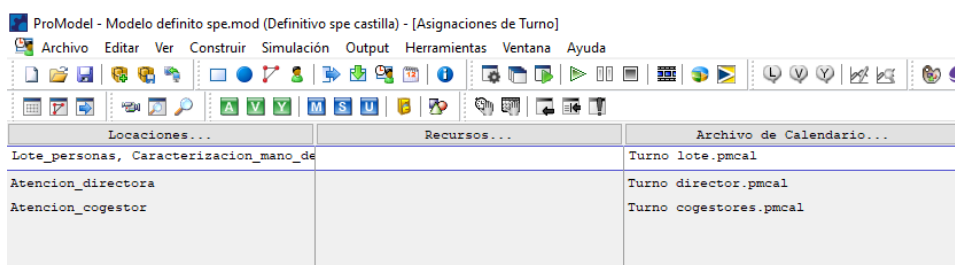 ProModel - Modelo definito spe.mod (Definitivo spe castilla) - [Asignaciones de Turno]
Archivo Editar Ver Construir Simulación Output Herramientas Ventana Ayuda
L V Y
A V Y M S U
Locaciones... Recursos... Archivo de Calendario...
Lote_personas, Caracterizacion_mano_de Turno lote.pmcal
Atencion_directora Turno director.pmcal
Atencion_cogestor Turno cogestores.pmcal